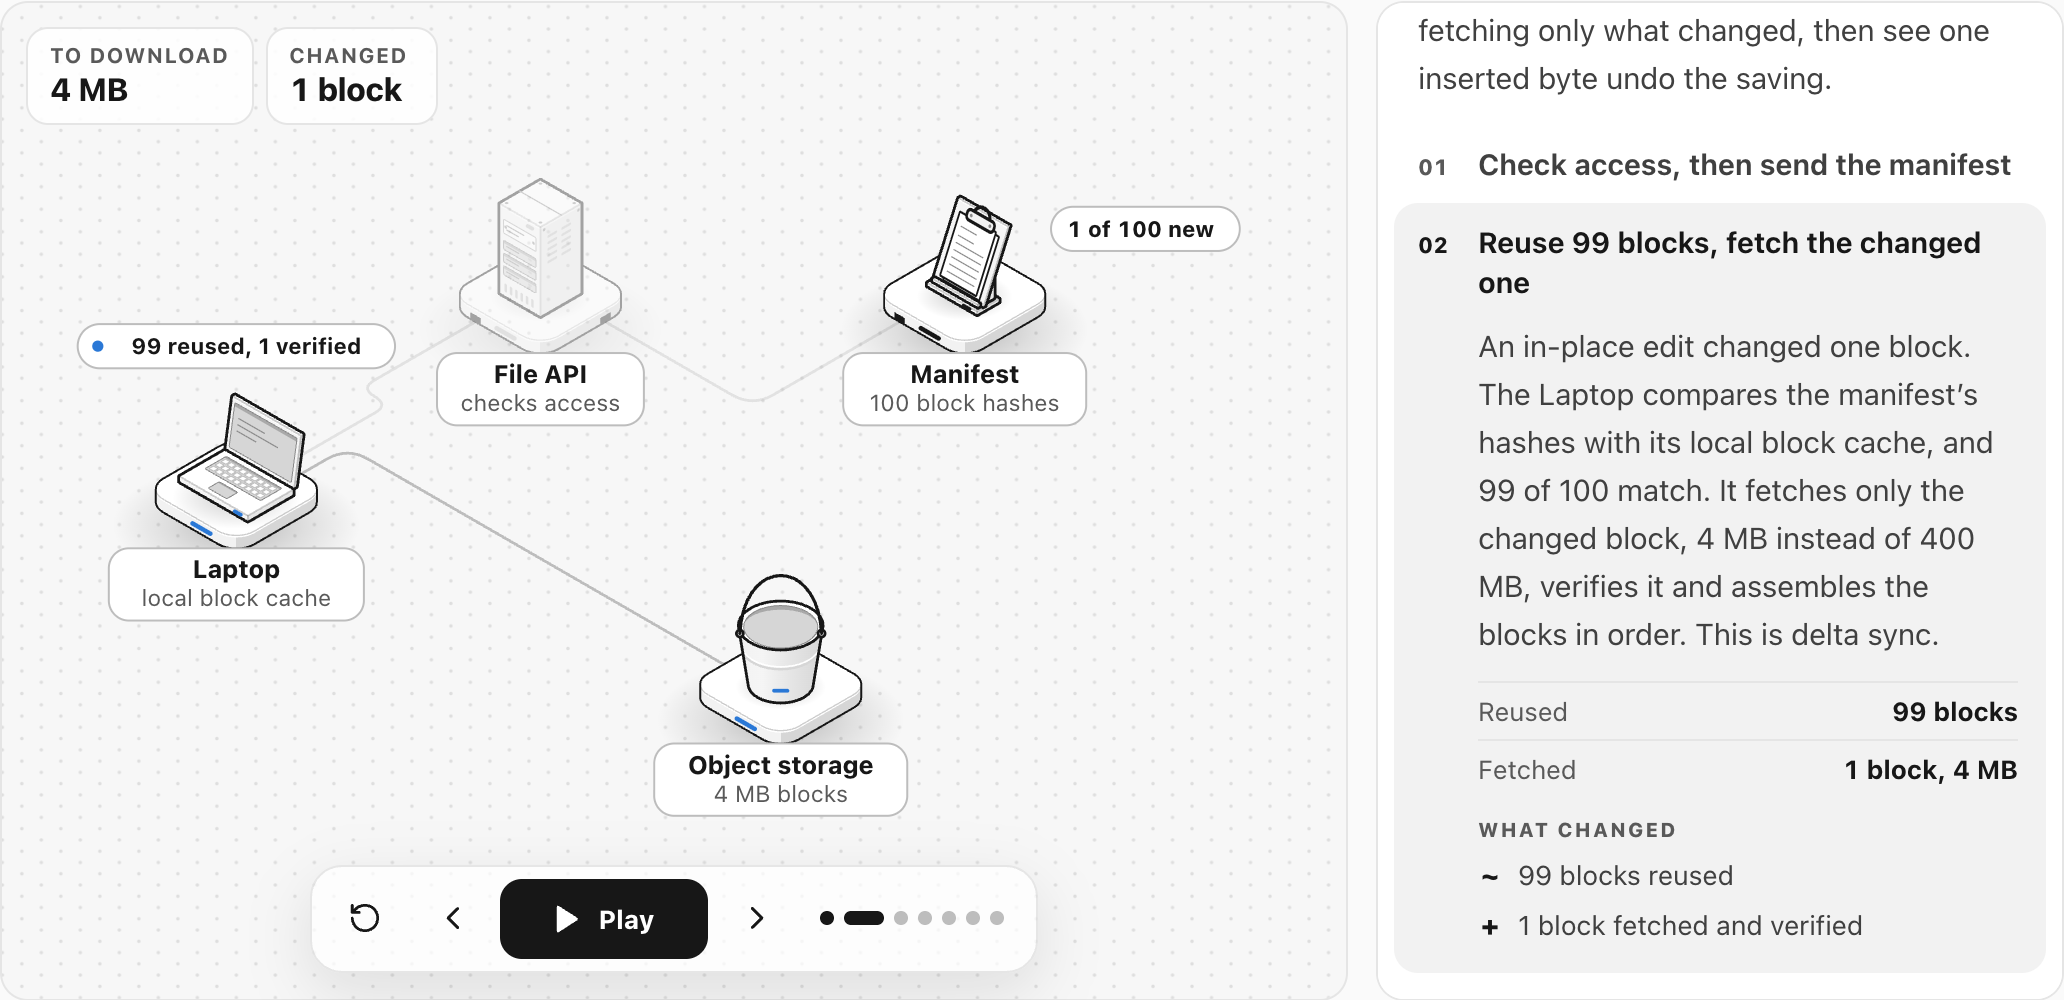 TO DOWNLOAD
4 MB
CHANGED
1 block
1 of 100 new
99 reused, 1 verified
File API
checks access
Manifest
100 block hashes
Laptop
local block cache
Object storage
4 MB blocks
Play
fetching only what changed, then see one
inserted byte undo the saving.
01 Check access, then send the manifest
02 Reuse 99 blocks, fetch the changed
one
An in-place edit changed one block.
The Laptop compares the manifest’s
hashes with its local block cache, and
99 of 100 match. It fetches only the
changed block, 4 MB instead of 400
MB, verifies it and assembles the
blocks in order. This is delta sync.
Reused 99 blocks
Fetched 1 block, 4 MB
WHAT CHANGED
~ 99 blocks reused
+ 1 block fetched and verified